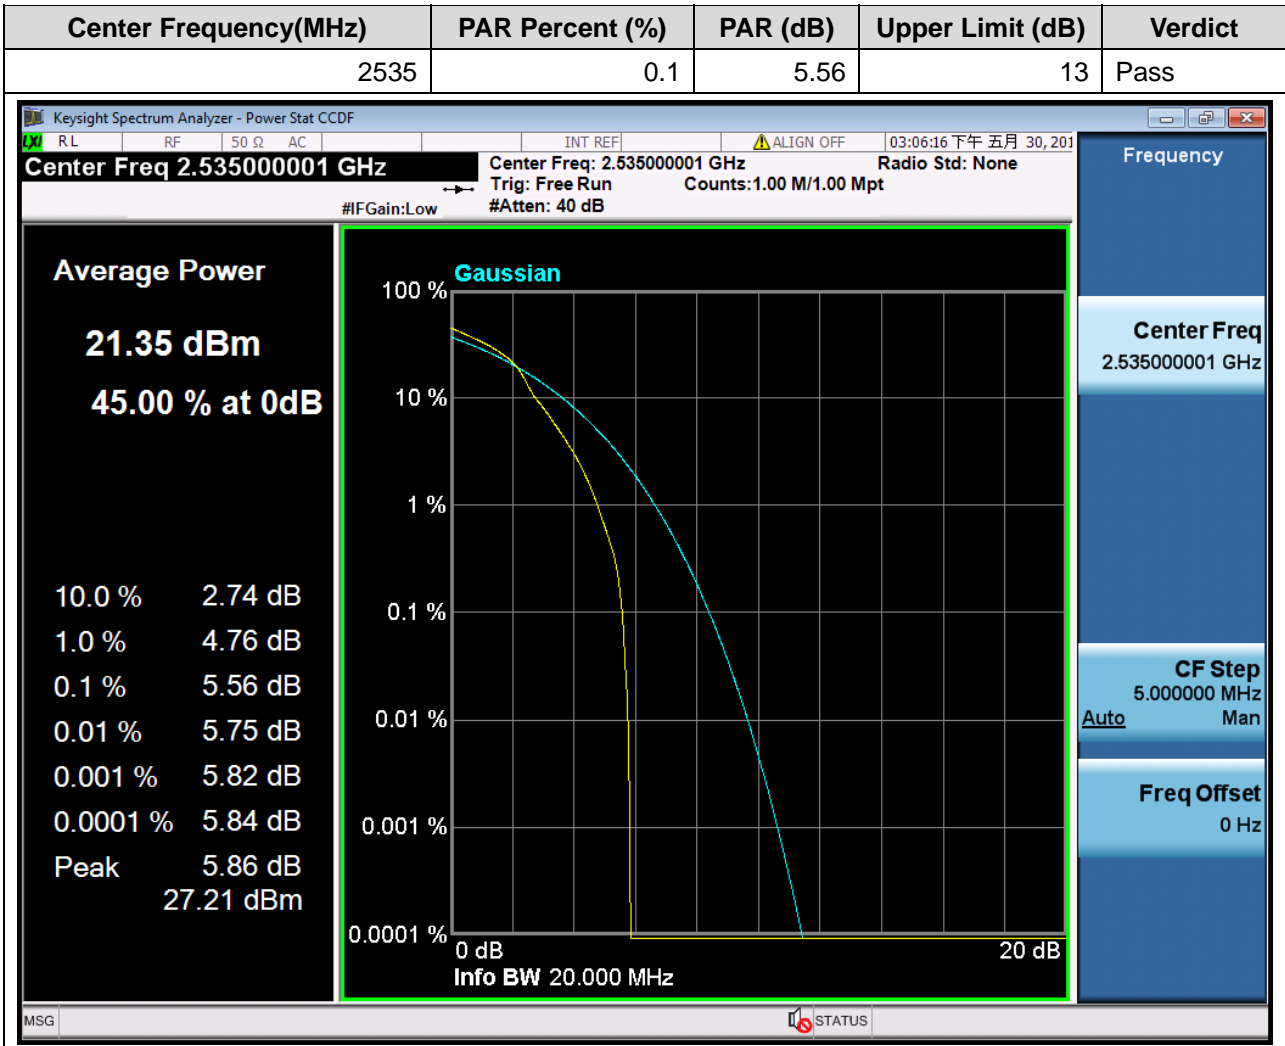 Center Frequency(MHz) PAR Percent (%) PAR (dB) Upper Limit (dB) Verdict
2535 0.1 5.56 13 Pass
Keysight Spectrum Analyzer - Power Stat CCDF
LXI RL RF 50 Ω AC INT REF ALIGN OFF 03:06:16 下午 五月 30, 201
Center Freq 2.535000001 GHz
Center Freq: 2.535000001 GHz Radio Std: None
Trig: Free Run Counts:1.00 M/1.00 Mpt
#IFGain:Low #Atten: 40 dB
Frequency
Average Power
21.35 dBm
45.00 % at 0dB
10.0 % 2.74 dB
1.0 % 4.76 dB
0.1 % 5.56 dB
0.01 % 5.75 dB
0.001 % 5.82 dB
0.0001 % 5.84 dB
Peak 5.86 dB
27.21 dBm
Gaussian
100 %
10 %
1 %
0.1 %
0.01 %
0.001 %
0.0001 %
0 dB 20 dB
Info BW 20.000 MHz
Center Freq
2.535000001 GHz
CF Step
5.000000 MHz
Auto Man
Freq Offset
0 Hz
MSG STATUS